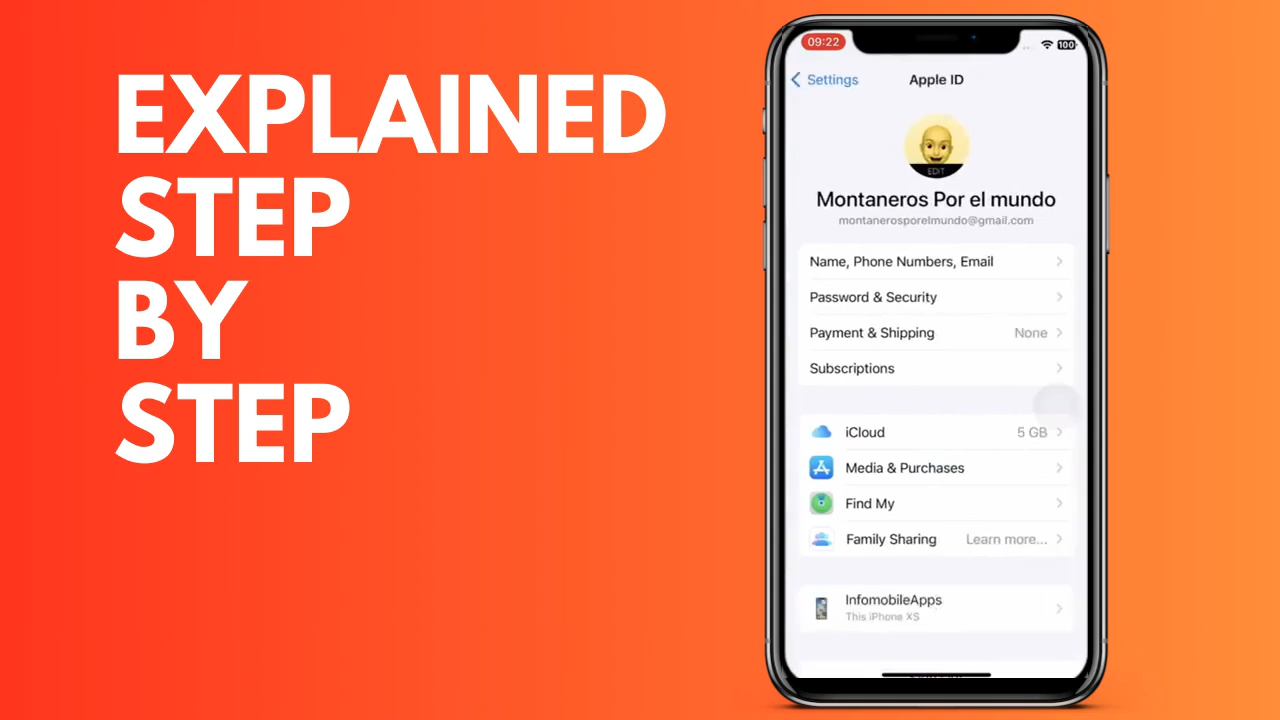 EXPLAINED
STEP
BY
STEP
09:22
100
Settings
Apple ID
EDIT
Montaneros Por el mundo
montanerosporelmundo@gmail.com
Name, Phone Numbers, Email
Password & Security
Payment & Shipping None
Subscriptions
iCloud 5 GB
Media & Purchases
Find My
Family Sharing Learn more...
InfomobileApps
This iPhone XS